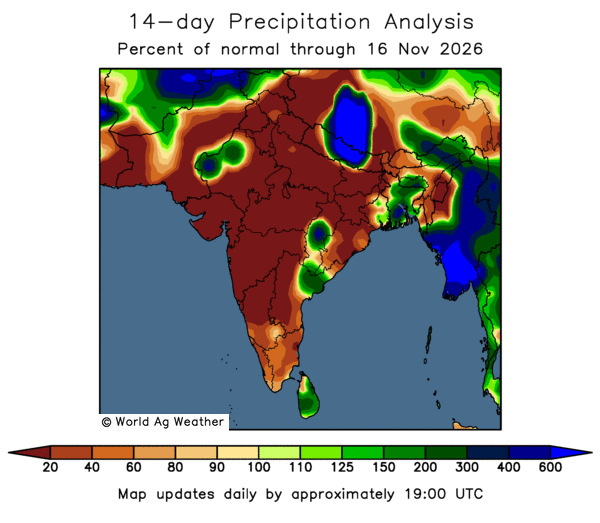 14-day Precipitation Analysis
Percent of normal through 16 Nov 2026
© World Ag Weather
20 40 60 80 90 100 110 125 150 200 300 400 600
Map updates daily by approximately 19:00 UTC